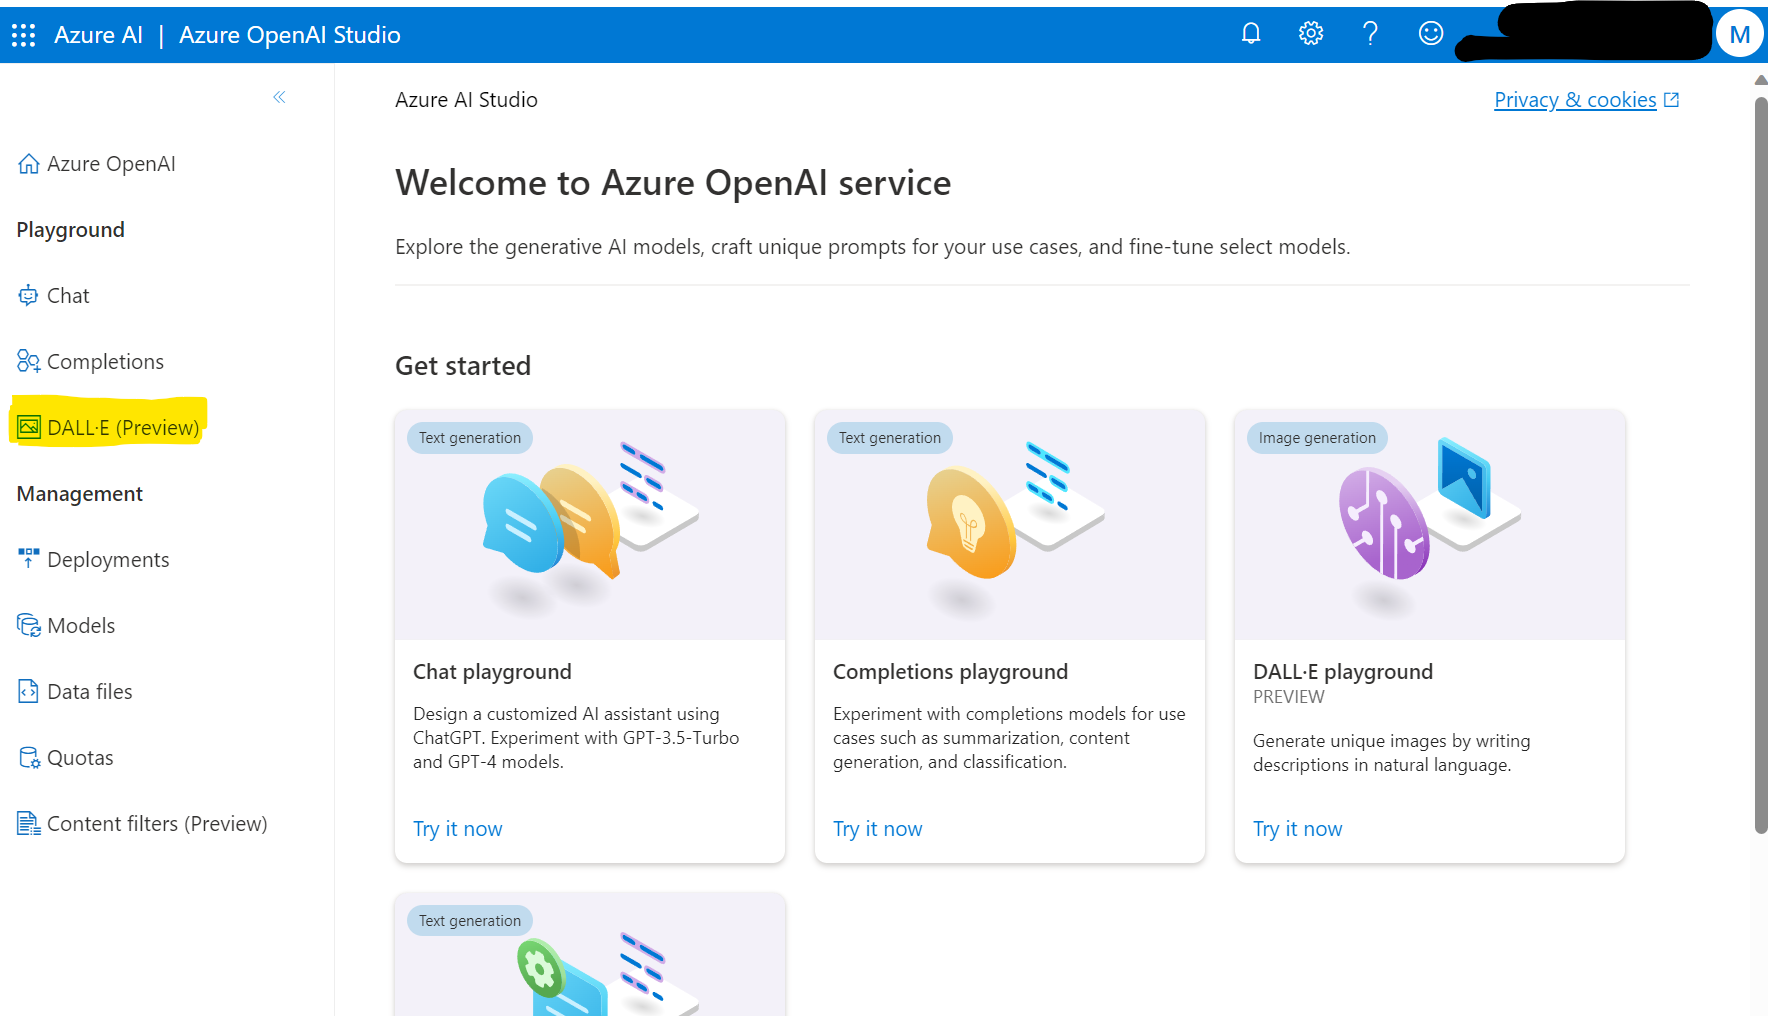 Azure AI | Azure OpenAI Studio
M
Azure AI Studio
Privacy & cookies
Azure OpenAI
Playground
Chat
Completions
DALL·E (Preview)
Management
Deployments
Models
Data files
Quotas
Content filters (Preview)
Welcome to Azure OpenAI service
Explore the generative AI models, craft unique prompts for your use cases, and fine-tune select models.
Get started
Text generation
Chat playground
Design a customized AI assistant using
ChatGPT. Experiment with GPT-3.5-Turbo
and GPT-4 models.
Try it now
Text generation
Completions playground
Experiment with completions models for use
cases such as summarization, content
generation, and classification.
Try it now
Image generation
DALL·E playground
PREVIEW
Generate unique images by writing
descriptions in natural language.
Try it now
Text generation